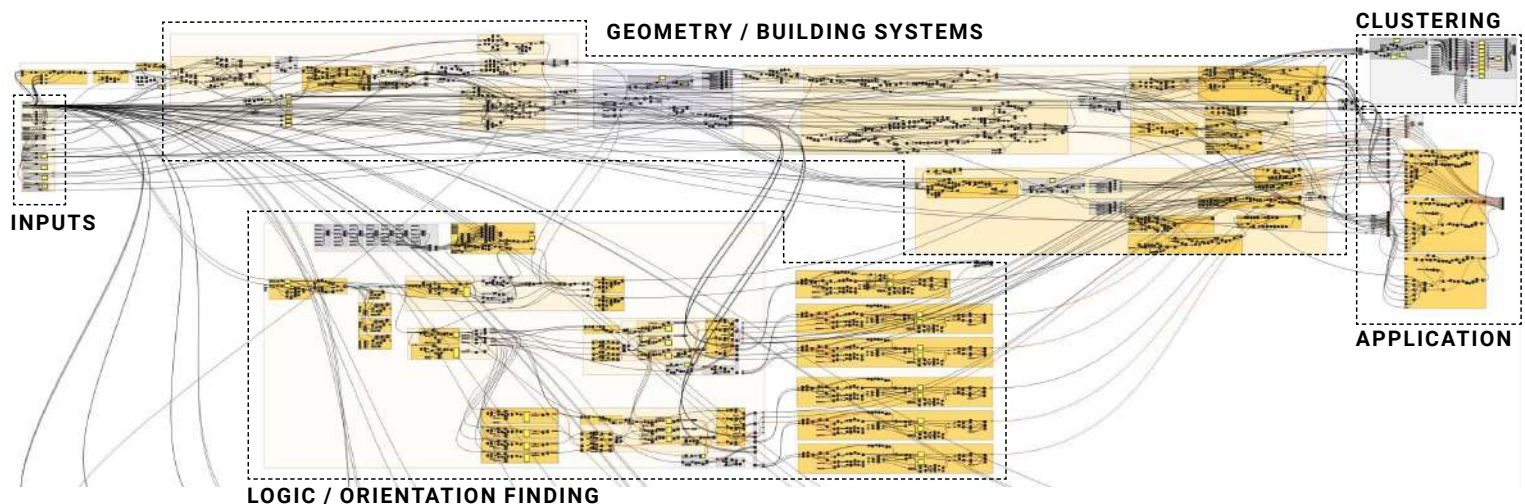 GEOMETRY / BUILDING SYSTEMS
CLUSTERING
INPUTS
APPLICATION
LOGIC / ORIENTATION FINDING